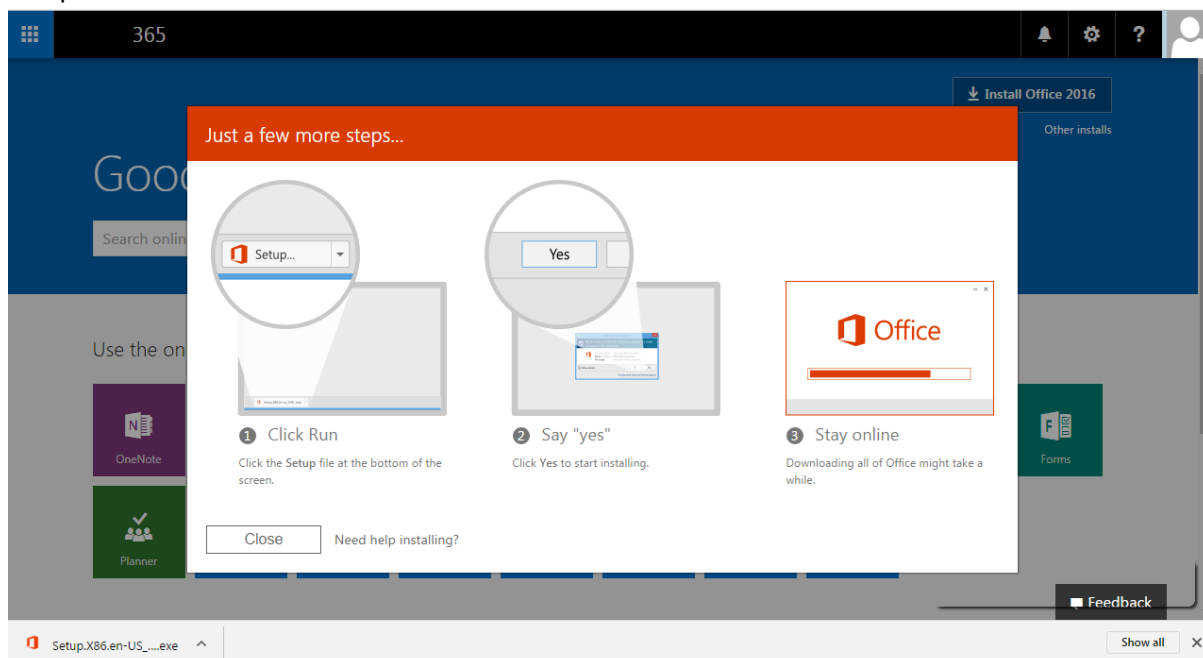 365
Install Office 2016
Other installs
Just a few more steps...
Goo
Search onlin
Setup...
Yes
Office
Use the on
1 Click Run
2 Say "yes"
3 Stay online
Click the Setup file at the bottom of the
screen.
Click Yes to start installing.
Downloading all of Office might take a
while.
N
OneNote
F
Forms
Close
Need help installing?
Planner
Feedback
Setup.X86.en-US_....exe
Show all